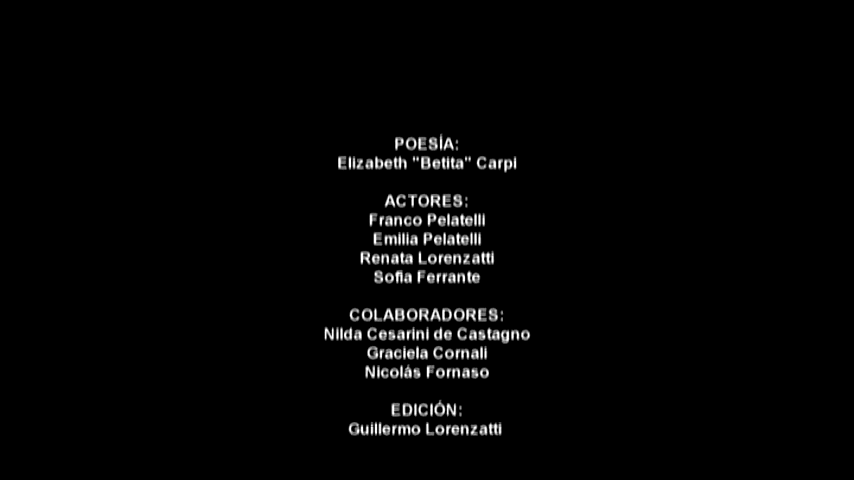 POESÍA:
Elizabeth "Betita" Carpi
ACTORES:
Franco Pelatelli
Emilia Pelatelli
Renata Lorenzatti
Sofia Ferrante
COLABORADORES:
Nilda Cesarini de Castagno
Graciela Cornali
Nicolás Fornaso
EDICIÓN:
Guillermo Lorenzatti